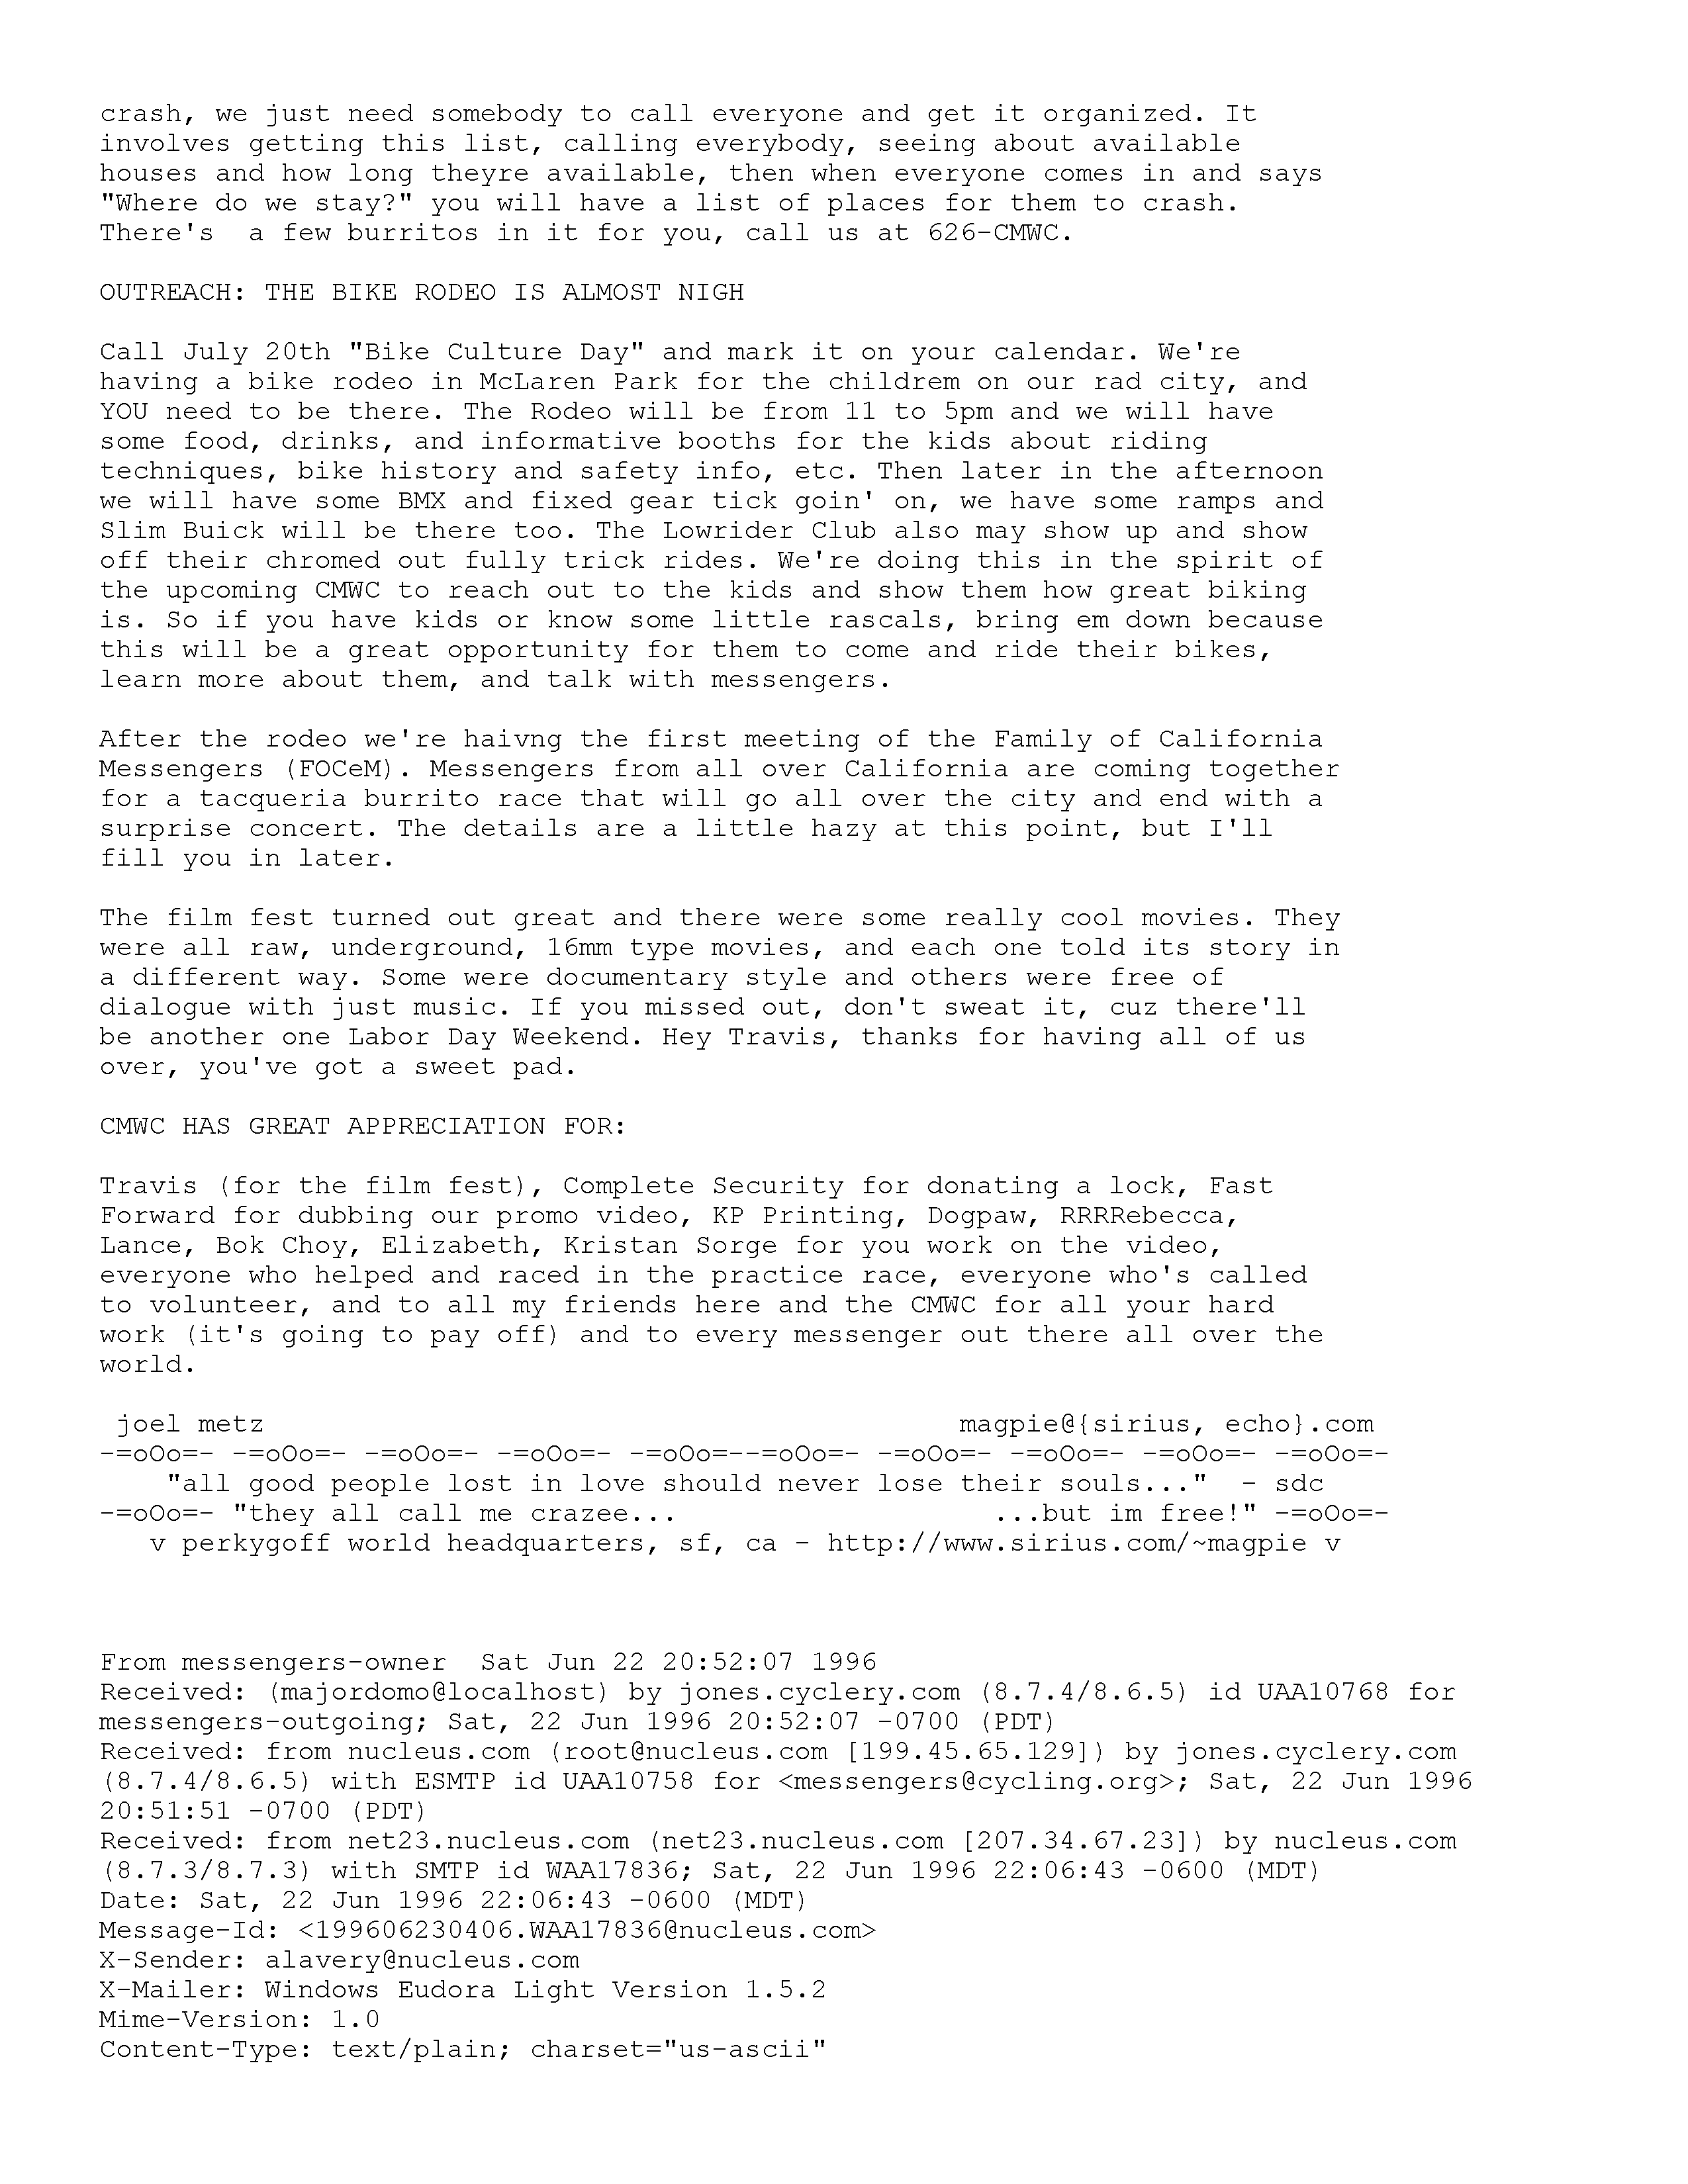 crash, we just need somebody to call everyone and get it organized. It
involves getting this list, calling everybody, seeing about available
houses and how long theyre available, then when everyone comes in and says
"Where do we stay?" you will have a list of places for them to crash.
There's  a few burritos in it for you, call us at 626-CMWC.

OUTREACH: THE BIKE RODEO IS ALMOST NIGH

Call July 20th "Bike Culture Day" and mark it on your calendar. We're
having a bike rodeo in McLaren Park for the childrem on our rad city, and
YOU need to be there. The Rodeo will be from 11 to 5pm and we will have
some food, drinks, and informative booths for the kids about riding
techniques, bike history and safety info, etc. Then later in the afternoon
we will have some BMX and fixed gear tick goin' on, we have some ramps and
Slim Buick will be there too. The Lowrider Club also may show up and show
off their chromed out fully trick rides. We're doing this in the spirit of
the upcoming CMWC to reach out to the kids and show them how great biking
is. So if you have kids or know some little rascals, bring em down because
this will be a great opportunity for them to come and ride their bikes,
learn more about them, and talk with messengers.

After the rodeo we're haivng the first meeting of the Family of California
Messengers (FOCeM). Messengers from all over California are coming together
for a tacqueria burrito race that will go all over the city and end with a
surprise concert. The details are a little hazy at this point, but I'll
fill you in later.

The film fest turned out great and there were some really cool movies. They
were all raw, underground, 16mm type movies, and each one told its story in
a different way. Some were documentary style and others were free of
dialogue with just music. If you missed out, don't sweat it, cuz there'll
be another one Labor Day Weekend. Hey Travis, thanks for having all of us
over, you've got a sweet pad.

CMWC HAS GREAT APPRECIATION FOR:

Travis (for the film fest), Complete Security for donating a lock, Fast
Forward for dubbing our promo video, KP Printing, Dogpaw, RRRRebecca,
Lance, Bok Choy, Elizabeth, Kristan Sorge for you work on the video,
everyone who helped and raced in the practice race, everyone who's called
to volunteer, and to all my friends here and the CMWC for all your hard
work (it's going to pay off) and to every messenger out there all over the
world.

 joel metz                                          magpie@{sirius, echo}.com
-=oOo=- -=oOo=- -=oOo=- -=oOo=- -=oOo=--=oOo=- -=oOo=- -=oOo=- -=oOo=- -=oOo=-
    "all good people lost in love should never lose their souls..."  - sdc
-=oOo=- "they all call me crazee...                   ...but im free!" -=oOo=-
   v perkygoff world headquarters, sf, ca - http://www.sirius.com/~magpie v

From messengers-owner  Sat Jun 22 20:52:07 1996
Received: (majordomo@localhost) by jones.cyclery.com (8.7.4/8.6.5) id UAA10768 for
messengers-outgoing; Sat, 22 Jun 1996 20:52:07 -0700 (PDT)
Received: from nucleus.com (root@nucleus.com [199.45.65.129]) by jones.cyclery.com
(8.7.4/8.6.5) with ESMTP id UAA10758 for <messengers@cycling.org>; Sat, 22 Jun 1996
20:51:51 -0700 (PDT)
Received: from net23.nucleus.com (net23.nucleus.com [207.34.67.23]) by nucleus.com
(8.7.3/8.7.3) with SMTP id WAA17836; Sat, 22 Jun 1996 22:06:43 -0600 (MDT)
Date: Sat, 22 Jun 1996 22:06:43 -0600 (MDT)
Message-Id: <199606230406.WAA17836@nucleus.com>
X-Sender: alavery@nucleus.com
X-Mailer: Windows Eudora Light Version 1.5.2
Mime-Version: 1.0
Content-Type: text/plain; charset="us-ascii"